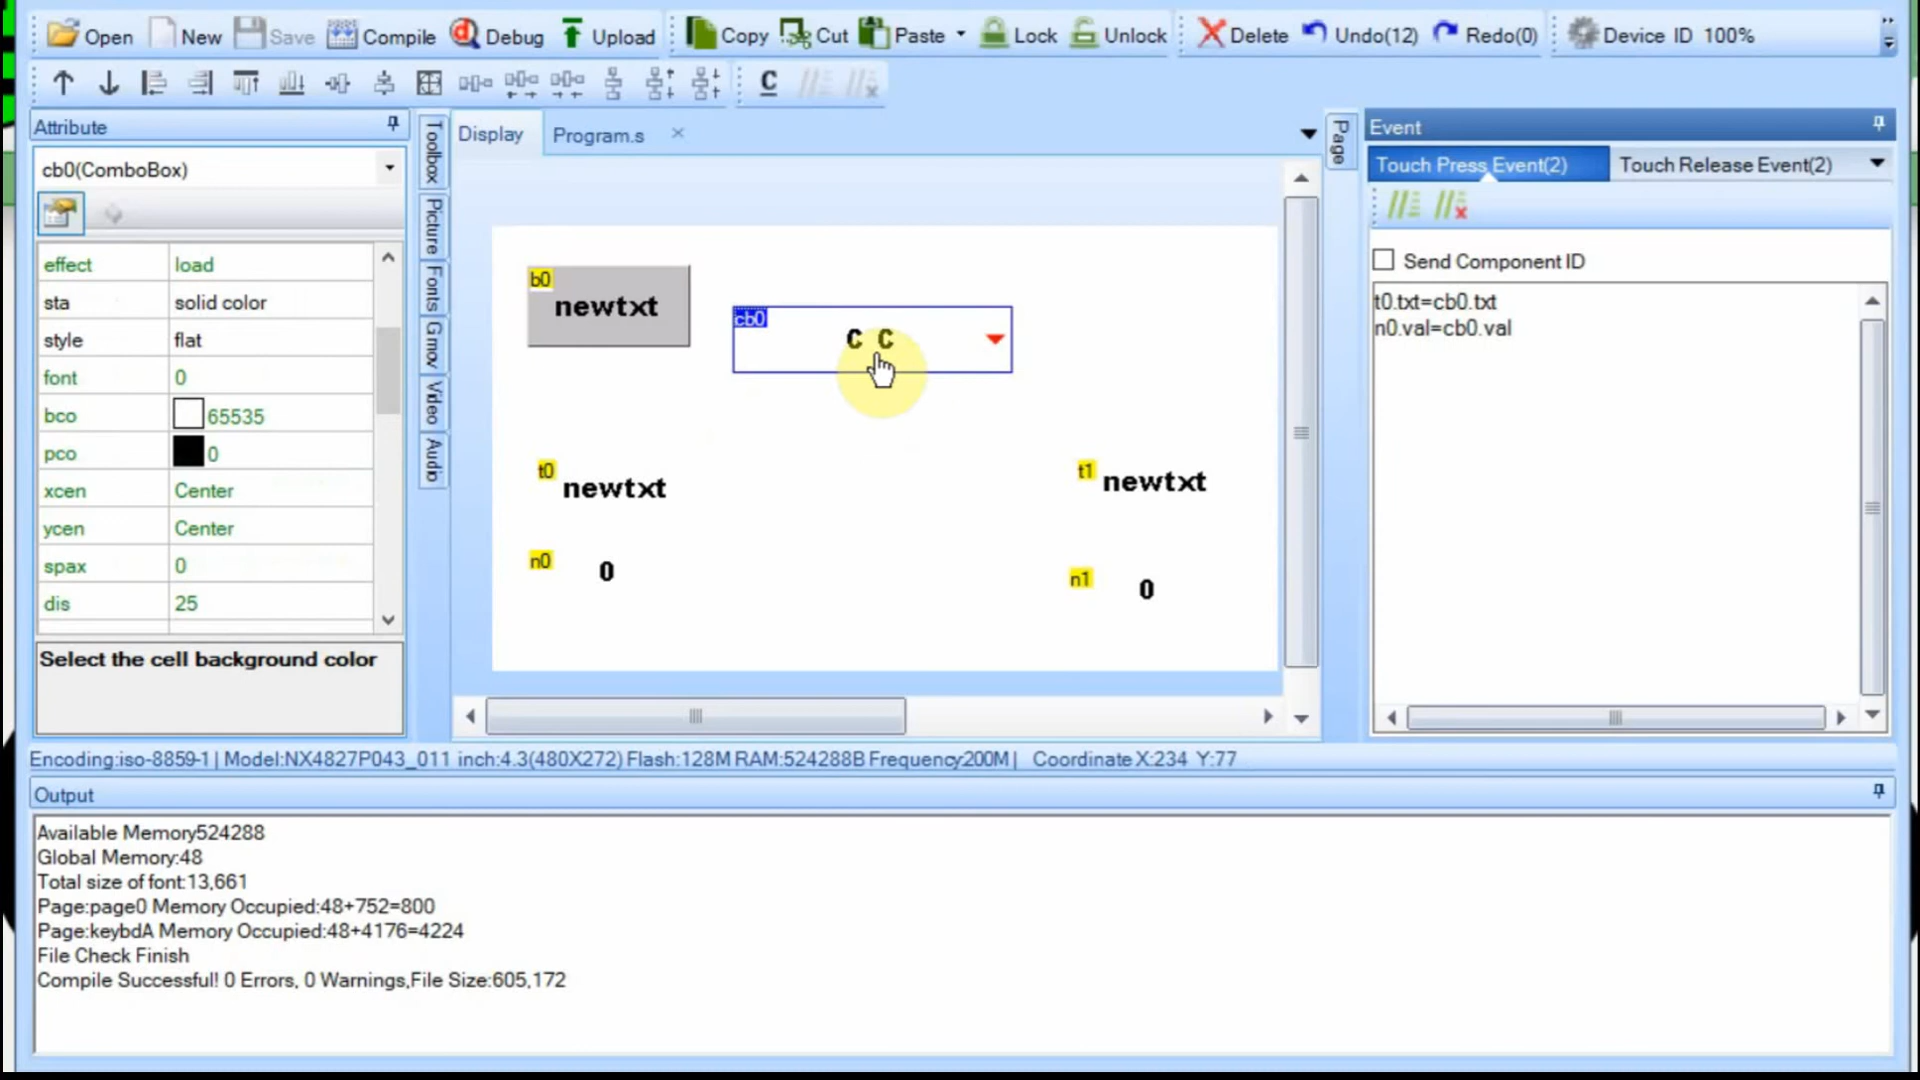 Open New Save Compile Debug Upload Copy Cut Paste Lock Unlock Delete Undo(12) Redo(0) Device ID 100%
C
Attribute
cb0(ComboBox)
effect load
sta solid color
style flat
font 0
bco 65535
pco 0
xcen Center
ycen Center
spax 0
dis 25
Select the cell background color
Toolbox
Picture
Fonts
Gmov
Video
Audio
Display Program.s
b0
newtxt
cb0
C C
t0
newtxt
t1
newtxt
n0
0
n1
0
Page
Event
Touch Press Event(2) Touch Release Event(2)
Send Component ID
t0.txt=cb0.txt
n0.val=cb0.val
Encoding:iso-8859-1 | Model:NX4827P043_011 inch:4.3(480X272) Flash:128M RAM:524288B Frequency200M | Coordinate X:234 Y:77
Output
Available Memory524288
Global Memory:48
Total size of font:13,661
Page:page0 Memory Occupied:48+752=800
Page:keybdA Memory Occupied:48+4176=4224
File Check Finish
Compile Successful! 0 Errors, 0 Warnings,File Size:605,172